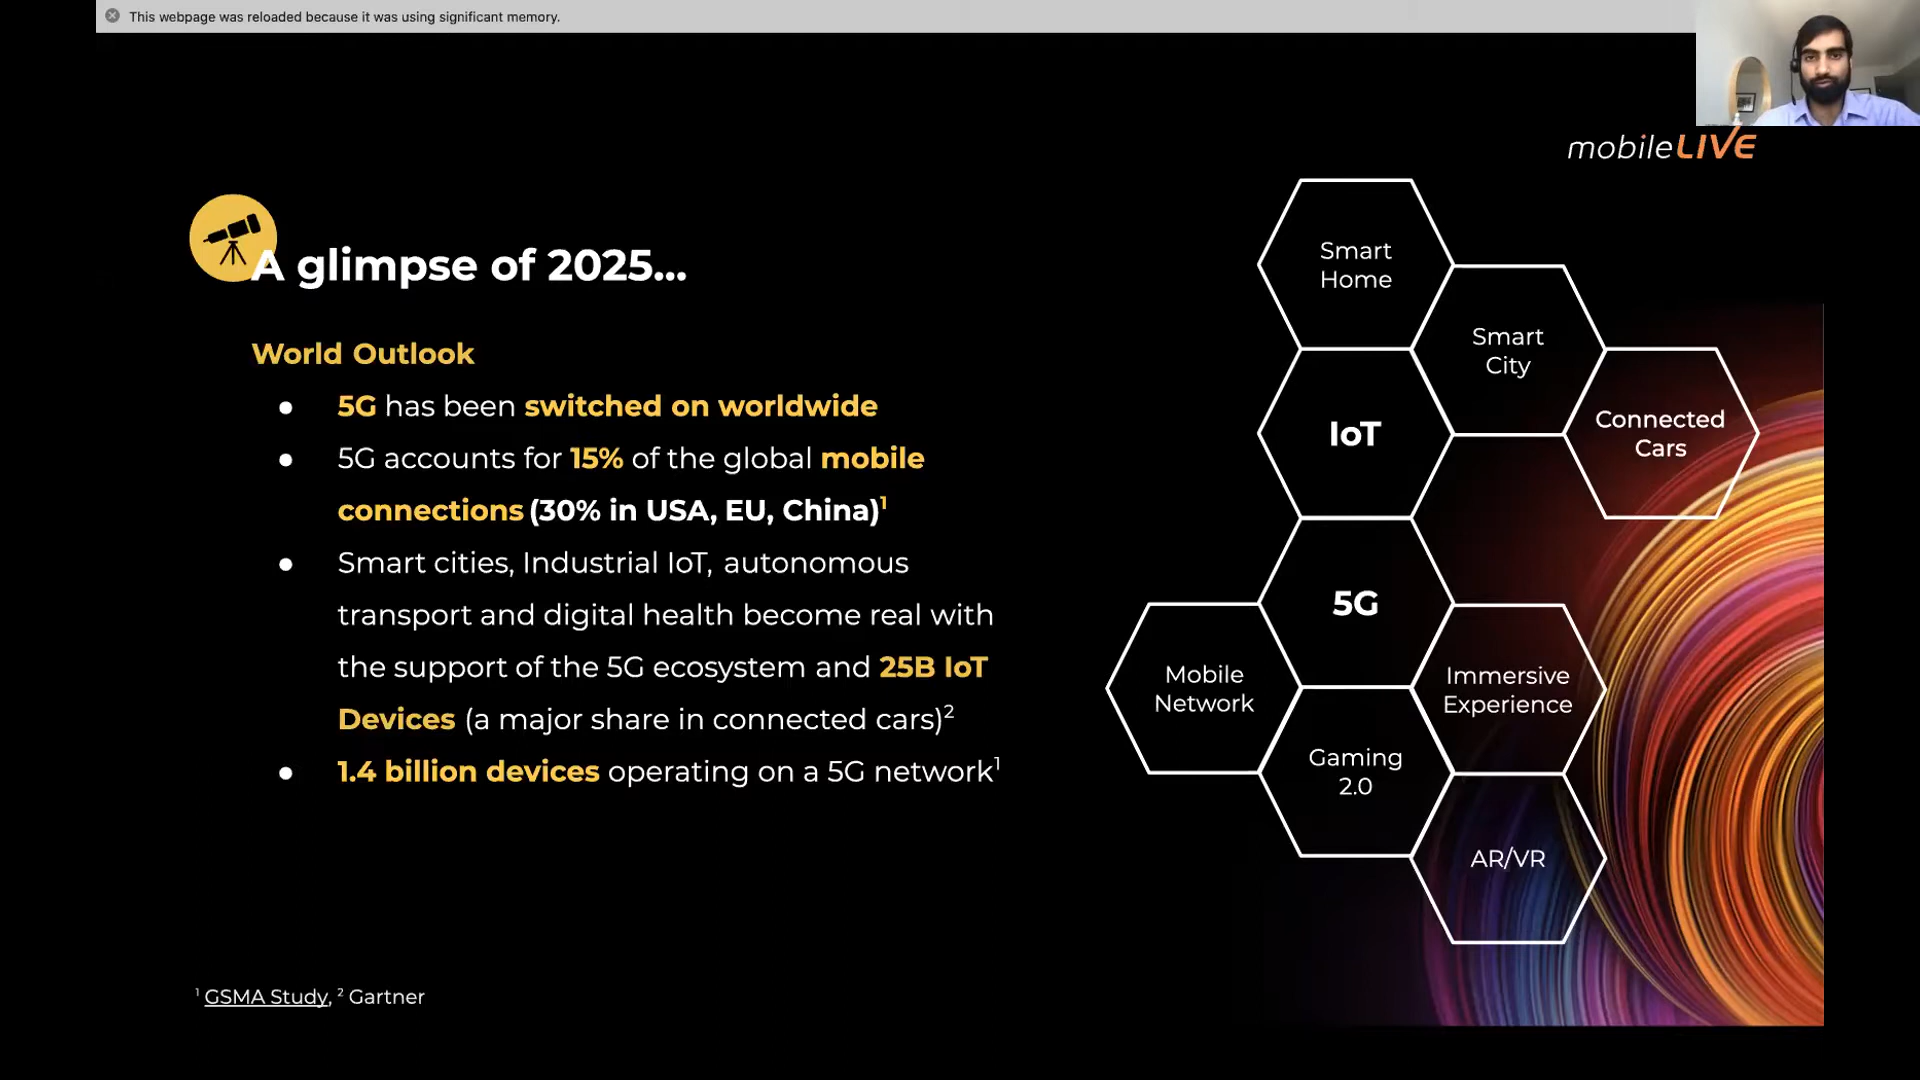 This webpage was reloaded because it was using significant memory.
mobileLIVE
A glimpse of 2025...
World Outlook
● 5G has been switched on worldwide
● 5G accounts for 15% of the global mobile
connections (30% in USA, EU, China)¹
● Smart cities, Industrial IoT, autonomous
transport and digital health become real with
the support of the 5G ecosystem and 25B IoT
Devices (a major share in connected cars)²
● 1.4 billion devices operating on a 5G network¹
Smart
Home
Smart
City
Connected
Cars
IoT
5G
Mobile
Network
Immersive
Experience
Gaming
2.0
AR/VR
¹ GSMA Study, ² Gartner